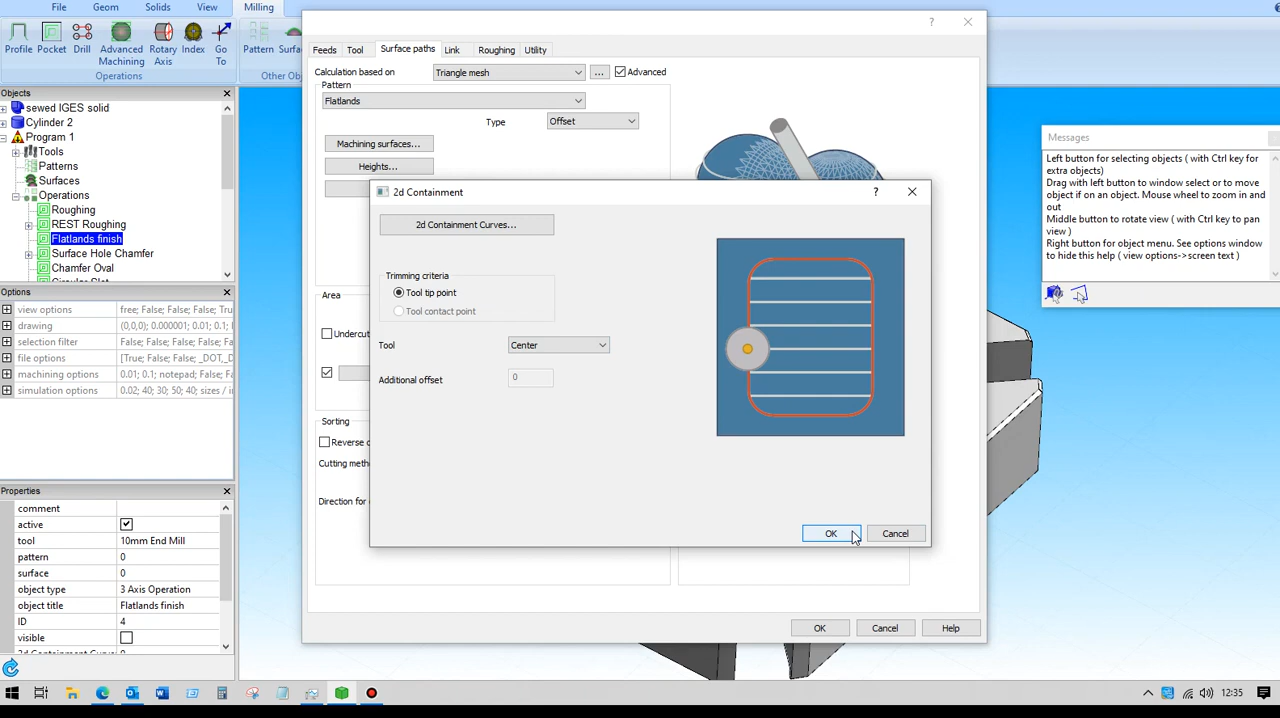 File Geom Solids View Milling
Profile Pocket Drill Advanced Machining Rotary Axis Index Go To Pattern
Operations
Objects
sewed IGES solid
Cylinder 2
Program 1
Tools
Patterns
Surfaces
Operations
Roughing
REST Roughing
Flatlands finish
Surface Hole Chamfer
Chamfer Oval
Options
view options free; False; False; Tru
drawing (0,0,0); 0.000001; 0.01; 0.1;
selection filter False; False; False; False; F
file options [True; False; False; _DOT,_D
machining options 0.01; 0.1; notepad; False; F
simulation options 0.02; 40; 30; 50; 40; sizes / i
Properties
comment
active
tool 10mm End Mill
pattern 0
surface 0
object type 3 Axis Operation
object title Flatlands finish
ID 4
visible
? ×
Feeds Tool Surface paths Link Roughing Utility
Calculation based on Triangle mesh ... Advanced
Pattern
Flatlands
Type Offset
Machining surfaces...
Heights...
Area
Undercut
Sorting
Cutting meth
Direction for
2d Containment ? ×
2d Containment Curves...
Trimming criteria
Tool tip point
Tool contact point
Tool Center
Additional offset 0
OK Cancel
OK Cancel Help
Messages
Left button for selecting objects ( with Ctrl key for
extra objects)
Drag with left button to window select or to move
object if on an object. Mouse wheel to zoom in and
out
Middle button to rotate view ( with Ctrl key to pan
view )
Right button for object menu. See options window
to hide this help ( view options->screen text )
12:35